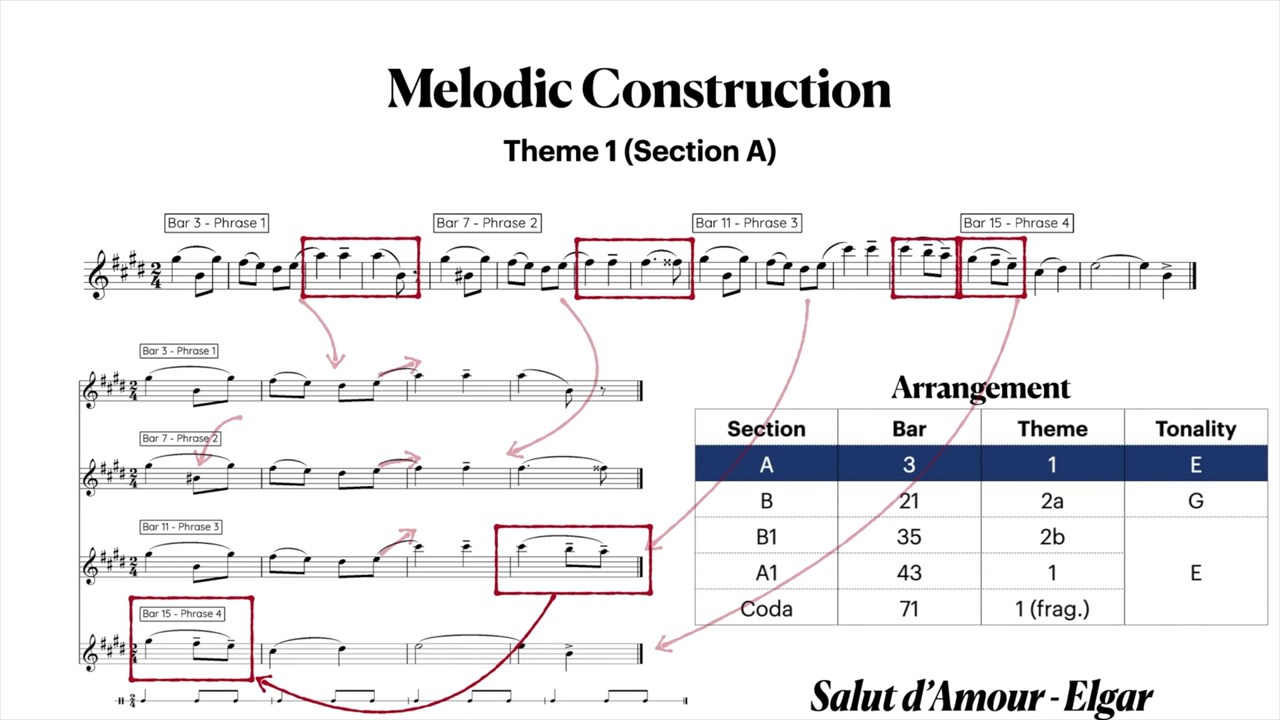 Melodic Construction
Theme 1 (Section A)
Bar 3 - Phrase 1
Bar 7 - Phrase 2
Bar 11 - Phrase 3
Bar 15 - Phrase 4
Bar 3 - Phrase 1
Bar 7 - Phrase 2
Bar 11 - Phrase 3
Bar 15 - Phrase 4
Arrangement
Section Bar Theme Tonality
A 3 1 E
B 21 2a G
B1 35 2b
A1 43 1 E
Coda 71 1 (frag.)
Salut d’Amour - Elgar